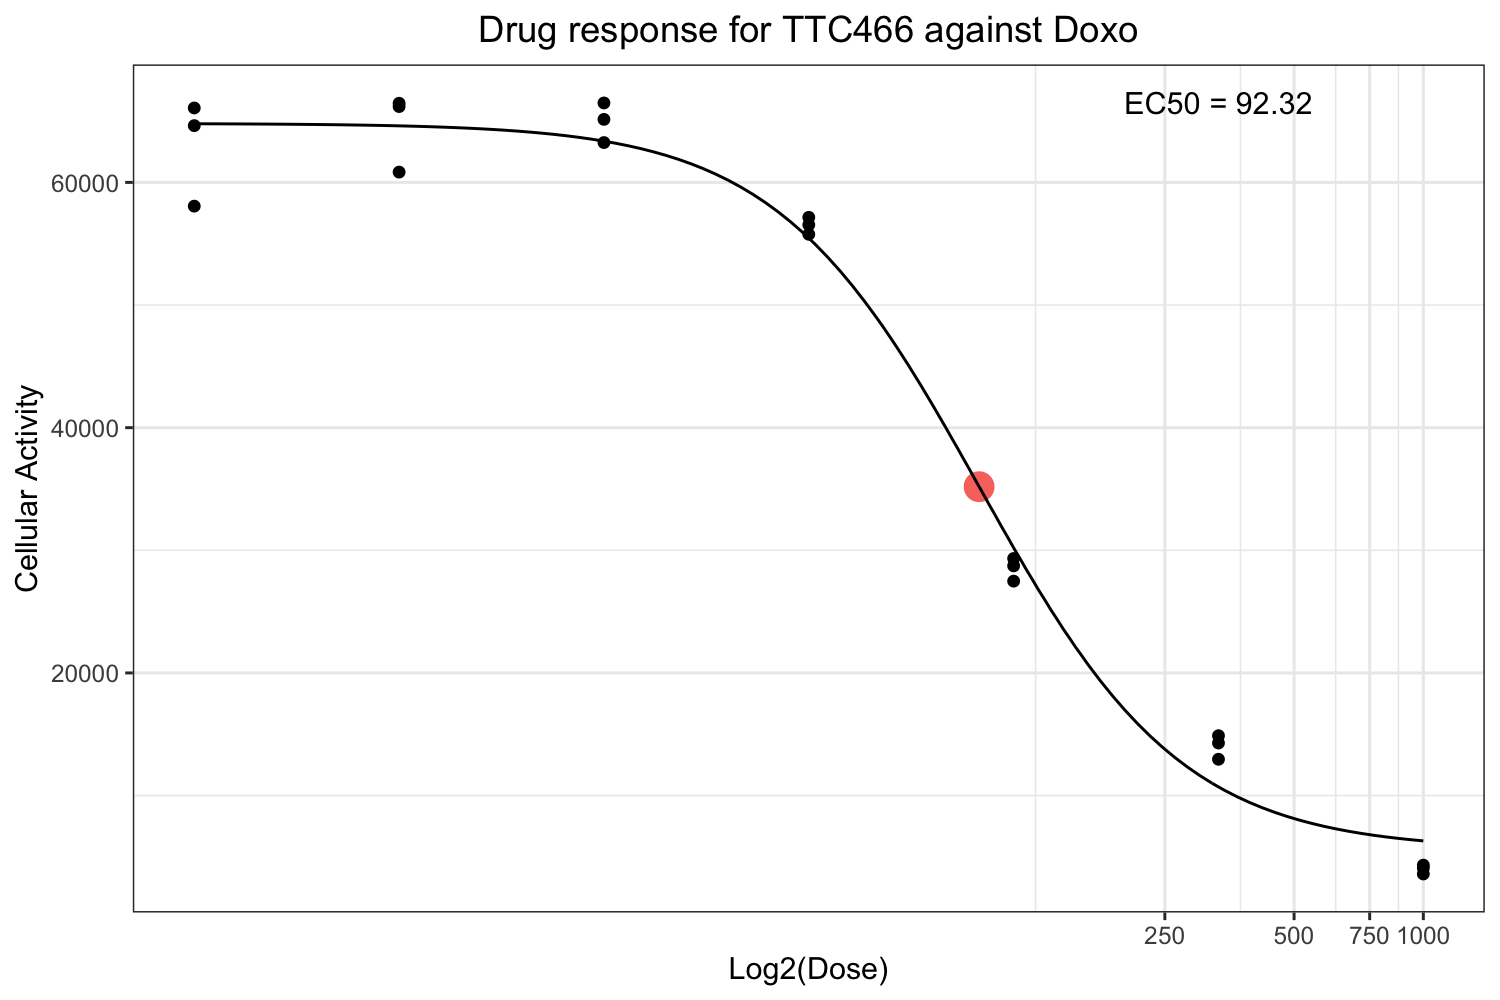 Drug response for TTC466 against Doxo
EC50 = 92.32
60000
40000
20000
Cellular Activity
250 500 750 1000
Log2(Dose)